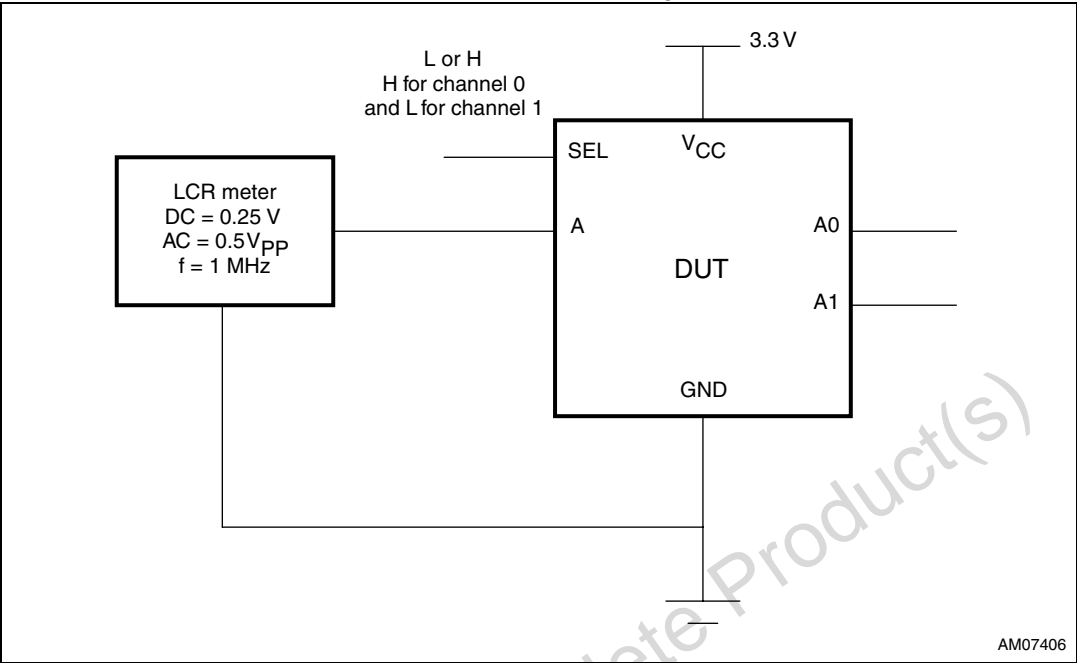 3.3 V
L or H
H for channel 0
and L for channel 1
SEL
VCC
LCR meter
DC = 0.25 V
AC = 0.5VPP
f = 1 MHz
A
A0
DUT
A1
GND
Product(s)
AM07406